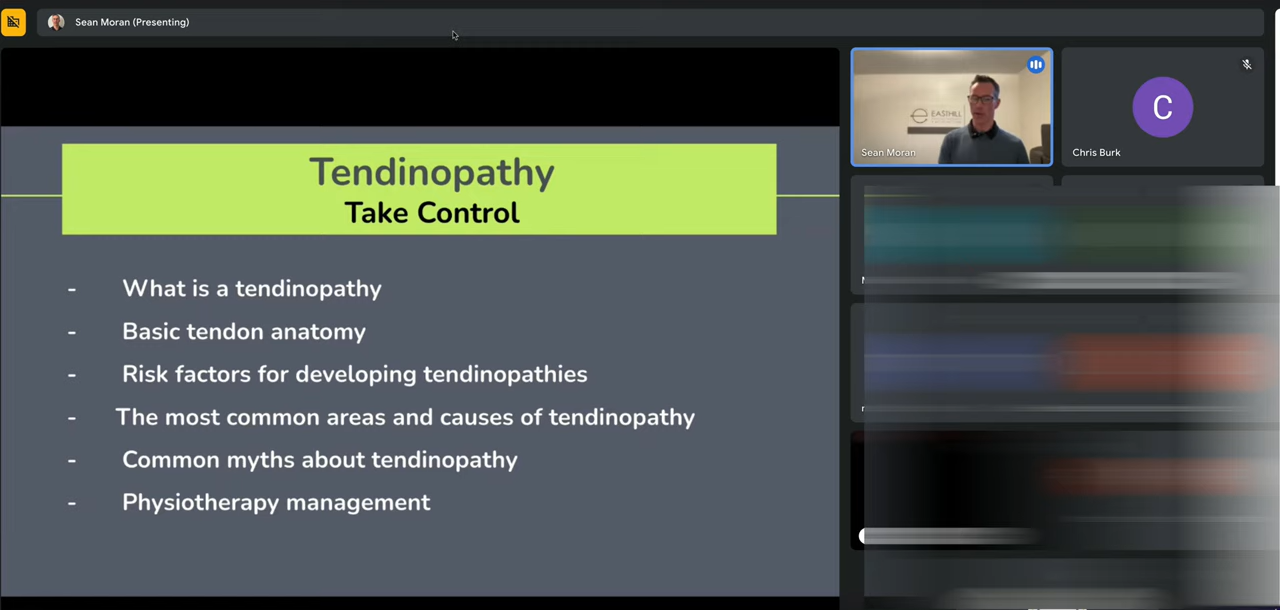 Sean Moran (Presenting)
Tendinopathy
Take Control
- What is a tendinopathy
- Basic tendon anatomy
- Risk factors for developing tendinopathies
- The most common areas and causes of tendinopathy
- Common myths about tendinopathy
- Physiotherapy management
EASTHILL
Sean Moran
C
Chris Burk